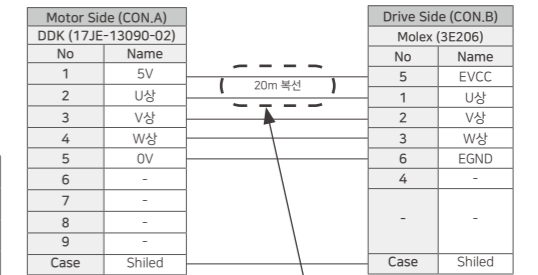 Motor Side (CON.A)
DDK (17JE-13090-02)
No Name
1 5V
2 U상
3 V상
4 W상
5 0V
6 -
7 -
8 -
9 -
Case Shiled
20m 복선
Drive Side (CON.B)
Molex (3E206)
No Name
5 EVCC
1 U상
2 V상
3 W상
6 EGND
4 -
- -
Case Shiled